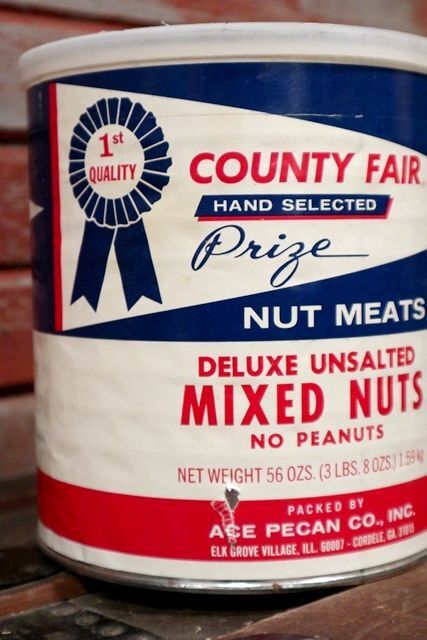 1st
QUALITY
COUNTY FAIR
HAND SELECTED
Prize
NUT MEATS
DELUXE UNSALTED
MIXED NUTS
NO PEANUTS
NET WEIGHT 56 OZS. (3 LBS. 8 OZS.) 1.59 kg
PACKED BY
ACE PECAN CO., INC.
ELK GROVE VILLAGE, ILL. 60007 - CORDELE, GA. 31015